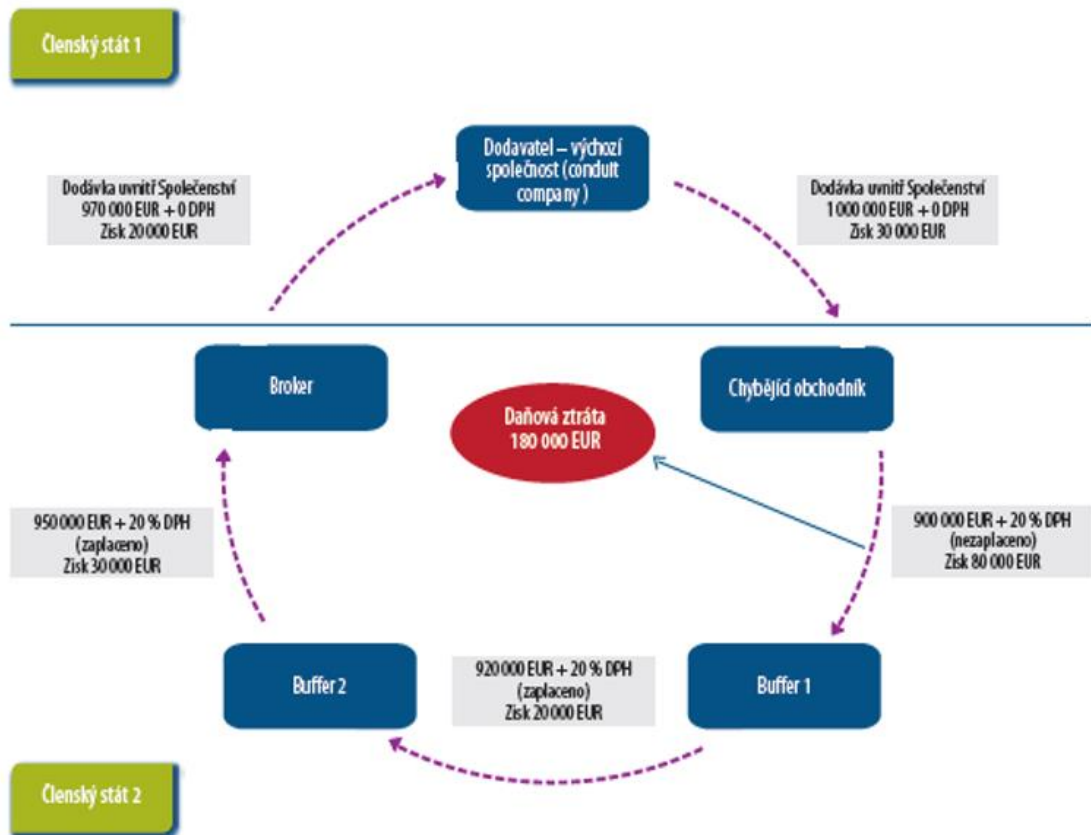 Členský stát 1
Dodavatel – výchozí
společnost (conduit
company )
Dodávka uvnitř Společenství
970 000 EUR + 0 DPH
Zisk 20 000 EUR
Dodávka uvnitř Společenství
1 000 000 EUR + 0 DPH
Zisk 30 000 EUR
Broker
Daňová ztráta
180 000 EUR
Chybějící obchodník
950 000 EUR + 20 % DPH
(zaplaceno)
Zisk 30 000 EUR
900 000 EUR + 20 % DPH
(nezaplaceno)
Zisk 80 000 EUR
Buffer 2
920 000 EUR + 20 % DPH
(zaplaceno)
Zisk 20 000 EUR
Buffer 1
Členský stát 2